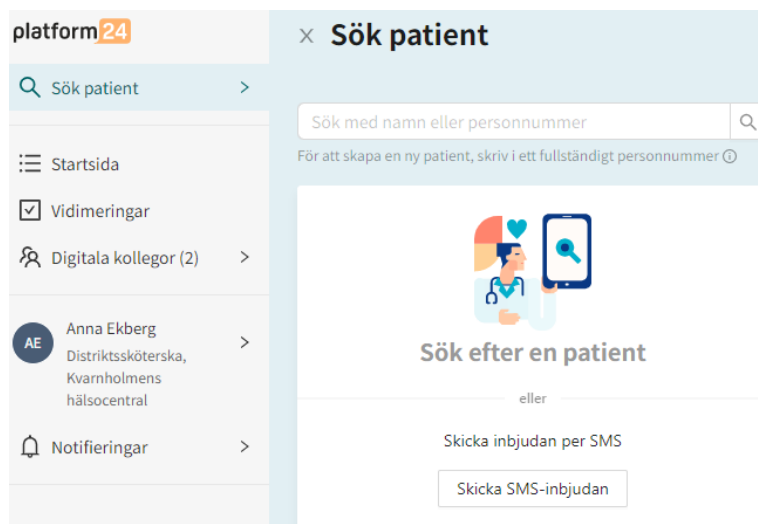 platform24
Sök patient
Startsida
Vidimeringar
Digitala kollegor (2)
AE
Anna Ekberg
Distriktssköterska,
Kvarnholmens
hälsocentral
Notifieringar
Sök patient
Sök med namn eller personnummer
För att skapa en ny patient, skriv i ett fullständigt personnummer
Sök efter en patient
eller
Skicka inbjudan per SMS
Skicka SMS-inbjudan